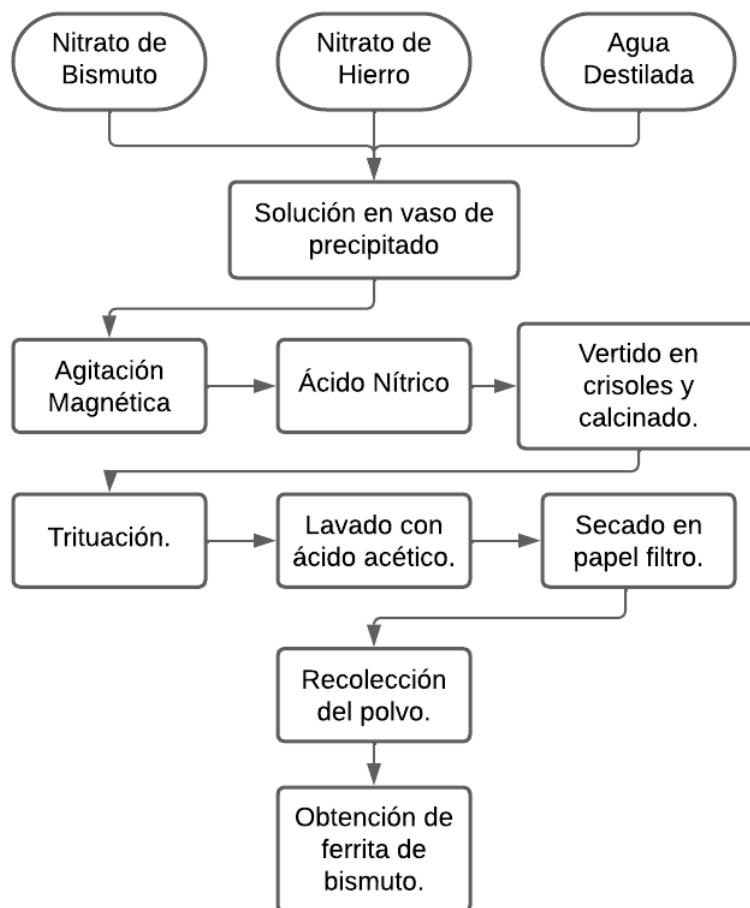 Nitrato de
Bismuto
Nitrato de
Hierro
Agua
Destilada
Solución en vaso de
precipitado
Agitación
Magnética
Ácido Nítrico
Vertido en
crisoles y
calcinado.
Trituación.
Lavado con
ácido acético.
Secado en
papel filtro.
Recolección
del polvo.
Obtención de
ferrita de
bismuto.